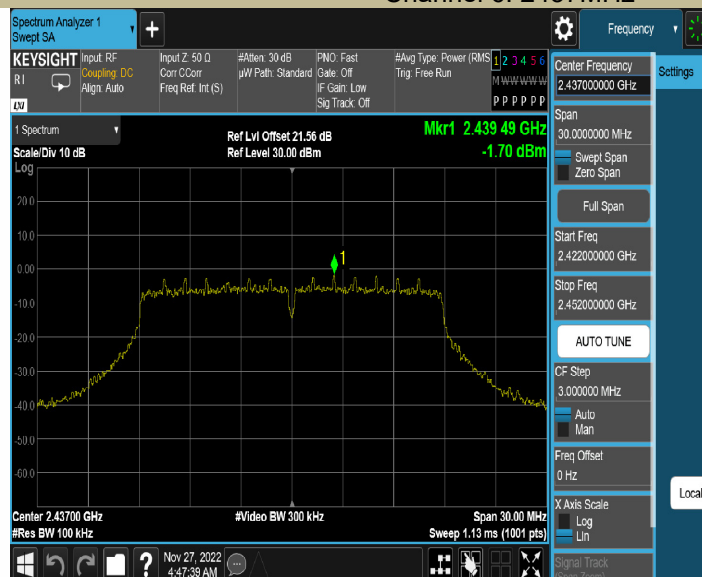 Spectrum Analyzer 1
Swept SA
Frequency
KEYSIGHT
R I
LXI
Input: RF
Coupling: DC
Align: Auto
Input Z: 50 Ω
Corr CCorr
Freq Ref: Int (S)
#Atten: 30 dB
µW Path: Standard
PNO: Fast
Gate: Off
IF Gain: Low
Sig Track: Off
#Avg Type: Power (RMS
Trig: Free Run
1 2 3 4 5 6
M W W W W W
P P P P P P
Center Frequency
2.437000000 GHz
Settings
Span
30.0000000 MHz
Swept Span
Zero Span
Full Span
Start Freq
2.422000000 GHz
Stop Freq
2.452000000 GHz
AUTO TUNE
CF Step
3.000000 MHz
Auto
Man
Freq Offset
0 Hz
X Axis Scale
Log
Lin
Signal Track
(Span Zoom)
Local
1 Spectrum
Scale/Div 10 dB
Log
Ref Lvl Offset 21.56 dB
Ref Level 30.00 dBm
Mkr1 2.439 49 GHz
-1.70 dBm
20.0
10.0
0.00
-10.0
-20.0
-30.0
-40.0
-50.0
-60.0
1
Center 2.43700 GHz
#Res BW 100 kHz
#Video BW 300 kHz
Span 30.00 MHz
Sweep 1.13 ms (1001 pts)
?
Nov 27, 2022
4:47:39 AM